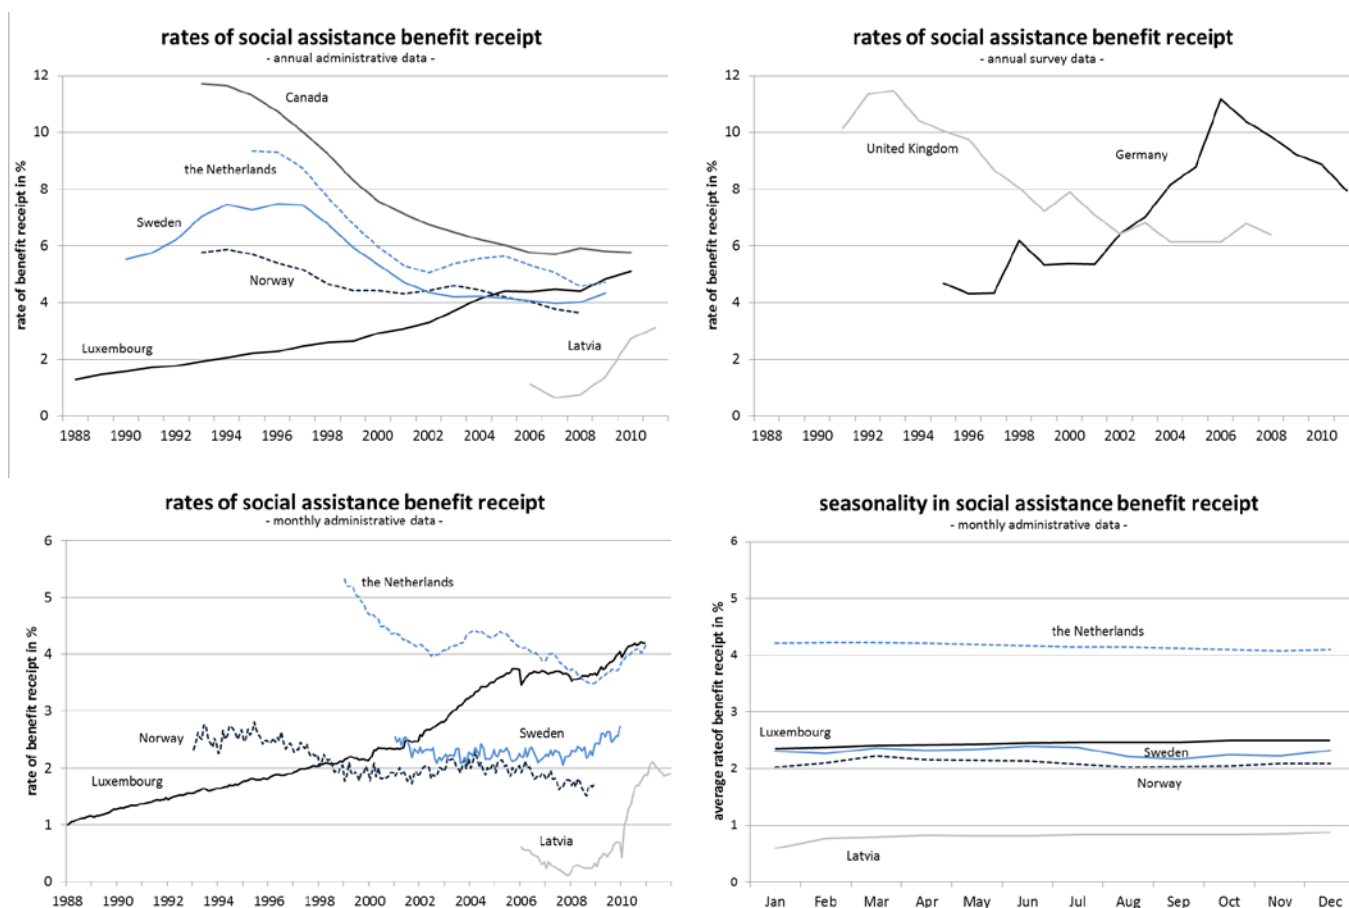 rates of social assistance benefit receipt
- annual administrative data -
rate of benefit receipt in %
12
10
8
6
4
2
0
Canada
the Netherlands
Sweden
Norway
Luxembourg
Latvia
1988 1990 1992 1994 1996 1998 2000 2002 2004 2006 2008 2010
rates of social assistance benefit receipt
- annual survey data -
rate of benefit receipt in %
12
10
8
6
4
2
0
United Kingdom
Germany
1988 1990 1992 1994 1996 1998 2000 2002 2004 2006 2008 2010
rates of social assistance benefit receipt
- monthly administrative data -
rate of benefit receipt in %
6
5
4
3
2
1
0
the Netherlands
Norway
Sweden
Luxembourg
Latvia
1988 1990 1992 1994 1996 1998 2000 2002 2004 2006 2008 2010
seasonality in social assistance benefit receipt
- monthly administrative data -
average rateof benefit receipt in %
6
5
4
3
2
1
0
the Netherlands
Luxembourg
Sweden
Norway
Latvia
Jan Feb Mar Apr May Jun Jul Aug Sep Oct Nov Dec